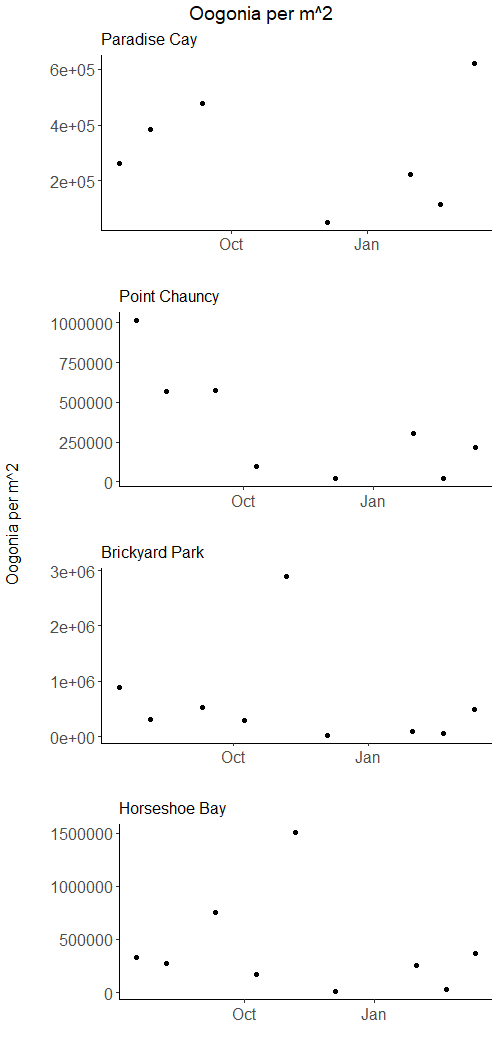 Oogonia per m^2
Paradise Cay
6e+05
4e+05
2e+05
Oct Jan
Point Chauncy
1000000
750000
500000
250000
0
Oct Jan
Oogonia per m^2
Brickyard Park
3e+06
2e+06
1e+06
0e+00
Oct Jan
Horseshoe Bay
1500000
1000000
500000
0
Oct Jan